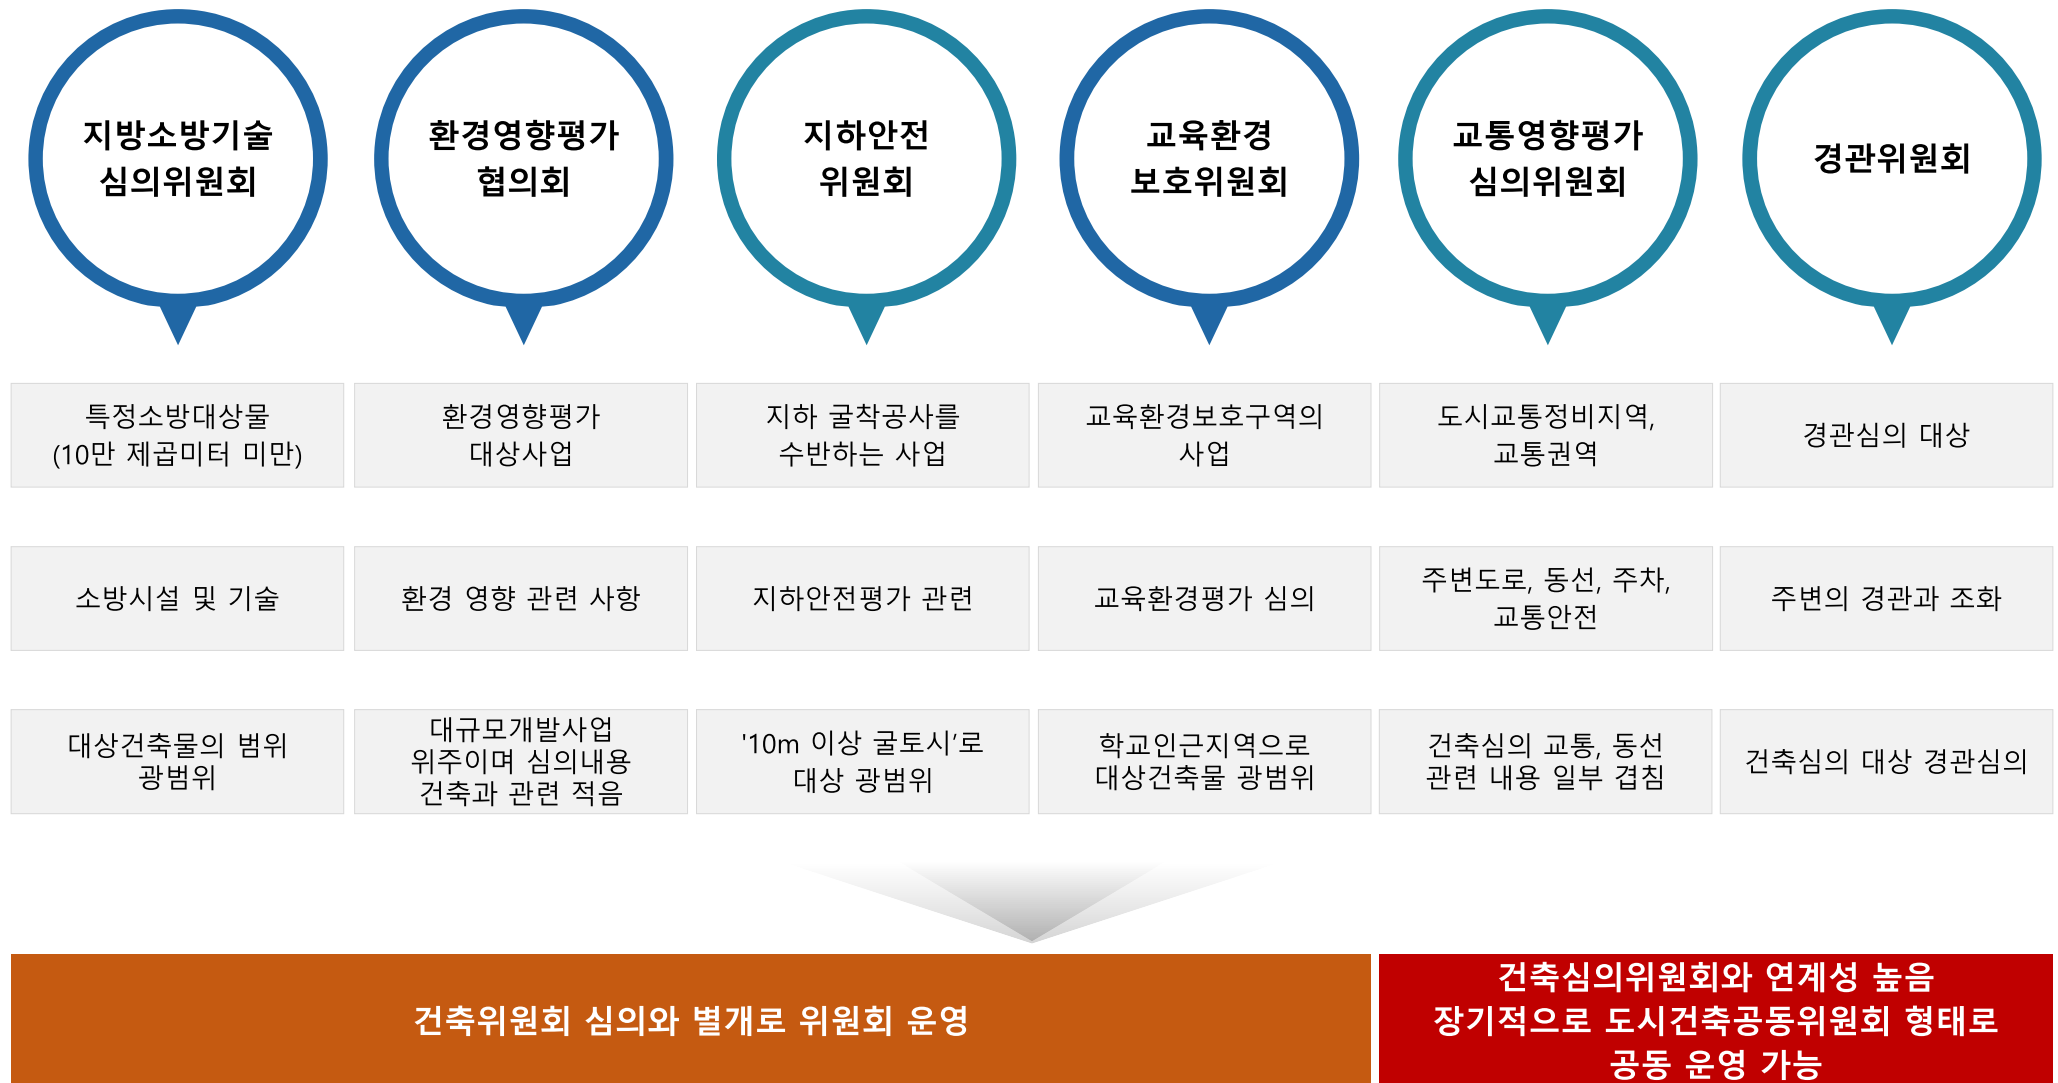 지방소방기술
심의위원회
환경영향평가
협의회
지하안전
위원회
교육환경
보호위원회
교통영향평가
심의위원회
경관위원회
특정소방대상물
(10만 제곱미터 미만)
환경영향평가
대상사업
지하 굴착공사를
수반하는 사업
교육환경보호구역의
사업
도시교통정비지역,
교통권역
경관심의 대상
소방시설 및 기술
환경 영향 관련 사항
지하안전평가 관련
교육환경평가 심의
주변도로, 동선, 주차,
교통안전
주변의 경관과 조화
대상건축물의 범위
광범위
대규모개발사업
위주이며 심의내용
건축과 관련 적음
'10m 이상 굴토시’로
대상 광범위
학교인근지역으로
대상건축물 광범위
건축심의 교통, 동선
관련 내용 일부 겹침
건축심의 대상 경관심의
건축위원회 심의와 별개로 위원회 운영
건축심의위원회와 연계성 높음
장기적으로 도시건축공동위원회 형태로
공동 운영 가능